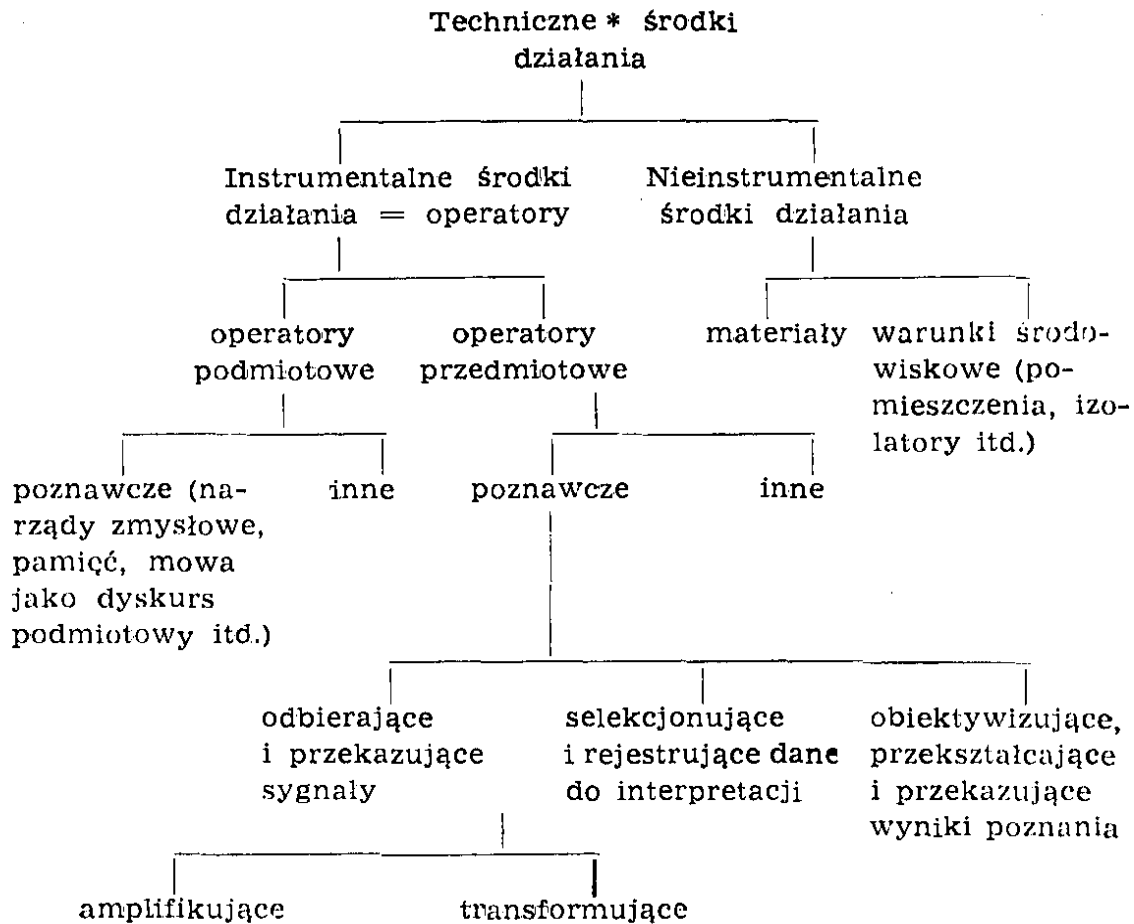 Techniczne * środki
działania
Instrumentalne środki
działania = operatory
Nieinstrumentalne
środki działania
operatory
podmiotowe
operatory
przedmiotowe
materiały
warunki środo-
wiskowe (po-
mieszczenia, izo-
latory itd.)
poznawcze (na-
rządy zmysłowe,
pamięć, mowa
jako dyskurs
podmiotowy itd.)
inne
poznawcze
inne
odbierające
i przekazujące
sygnały
selekcjonujące
i rejestrujące dane
do interpretacji
obiektywizujące,
przekształcające
i przekazujące
wyniki poznania
amplifikujące
transformujące